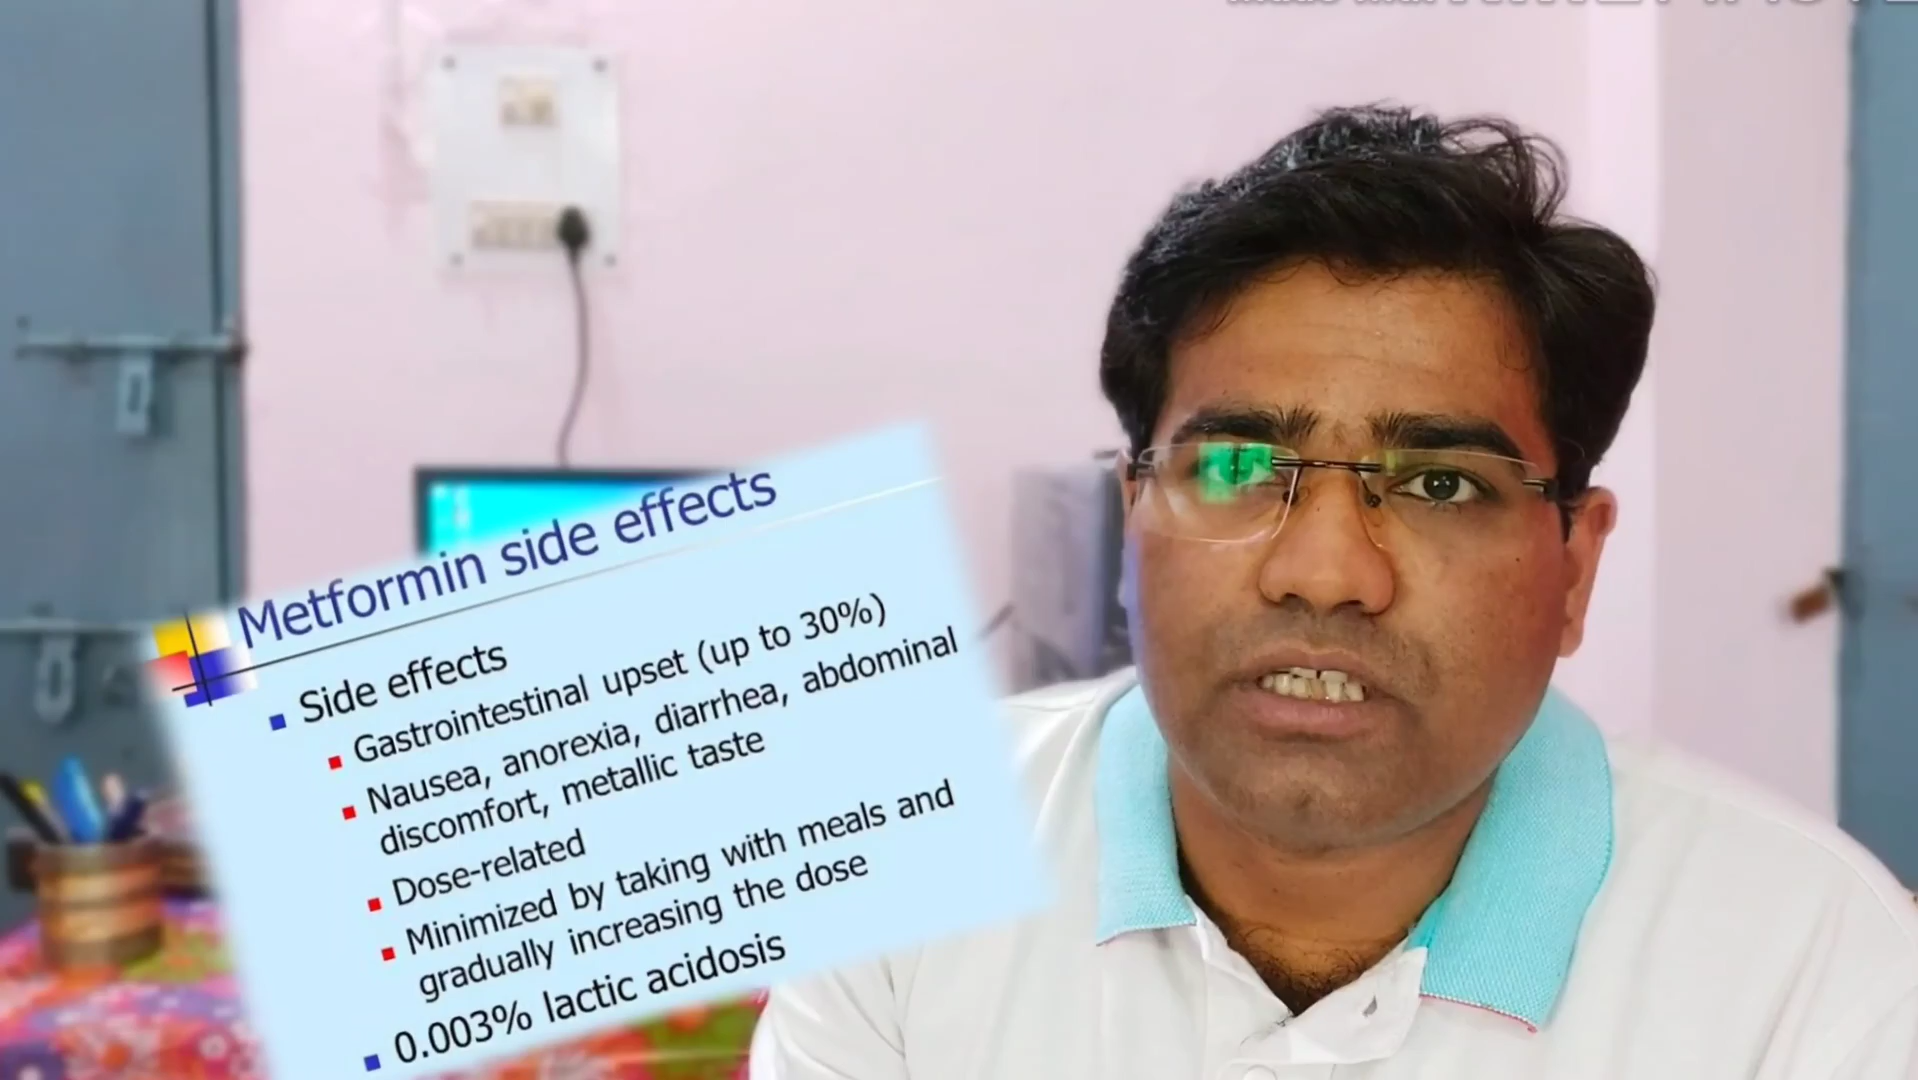 Metformin side effects
Side effects
Gastrointestinal upset (up to 30%)
Nausea, anorexia, diarrhea, abdominal
discomfort, metallic taste
Dose-related
Minimized by taking with meals and
gradually increasing the dose
0.003% lactic acidosis